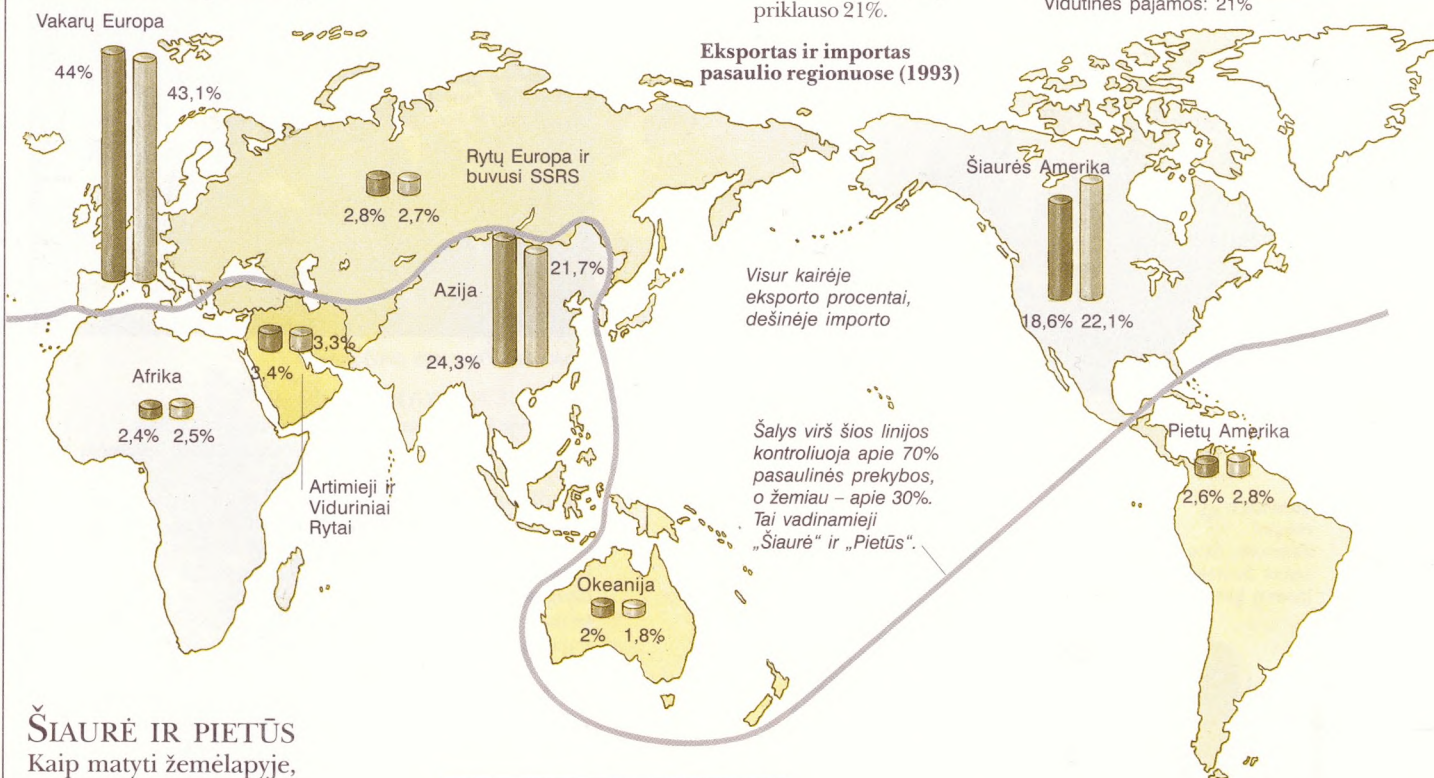 priklauso 21%.
Vidutinės pajamos: 21%
Eksportas ir importas
pasaulio regionuose (1993)
Vakarų Europa
44%
43,1%
Rytų Europa ir
buvusi SSRS
2,8% 2,7%
Šiaurės Amerika
18,6% 22,1%
Azija
21,7%
24,3%
Visur kairėje
eksporto procentai,
dešinėje importo
3,3%
3,4%
Afrika
2,4% 2,5%
Artimieji ir
Viduriniai
Rytai
Šalys virš šios linijos
kontroliuoja apie 70%
pasaulinės prekybos,
o žemiau – apie 30%.
Tai vadinamieji
„Šiaurė“ ir „Pietūs“.
Pietų Amerika
2,6% 2,8%
Okeanija
2% 1,8%
ŠIAURĖ IR PIETŪS
Kaip matyti žemėlapyje,